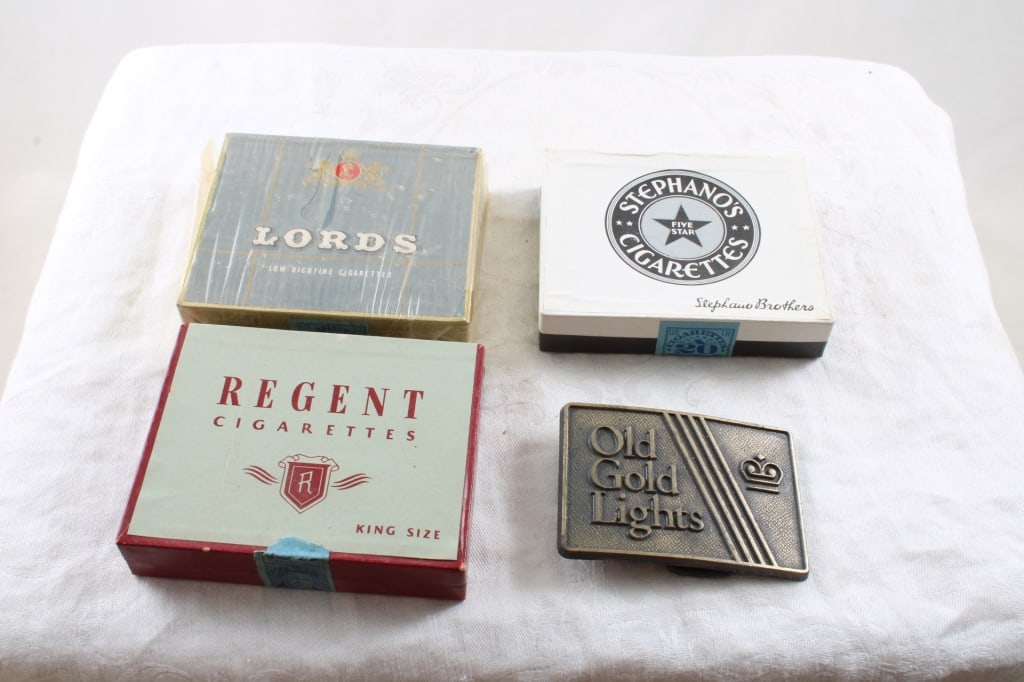 LORDS
LOW NICOTINE CIGARETTES
STEPHANO'S
FIVE
STAR
CIGARETTES
Stephano Brothers
20
REGENT
CIGARETTES
R
KING SIZE
Old
Gold
Lights